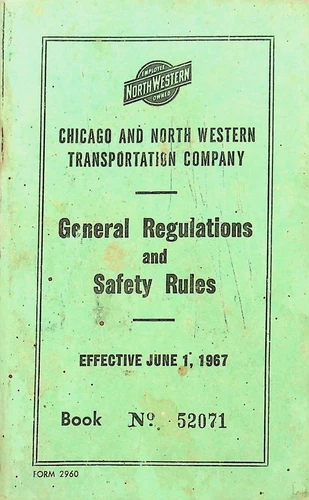 EMPLOYEE
NORTH WESTERN
OWNED
CHICAGO AND NORTH WESTERN
TRANSPORTATION COMPANY
General Regulations
and
Safety Rules
EFFECTIVE JUNE 1, 1967
Book Nº 52071
FORM 2960